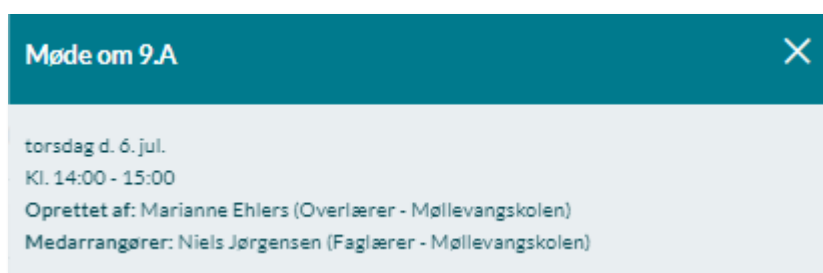 Møde om 9.A
torsdag d. 6. jul.
Kl. 14:00 - 15:00
Oprettet af: Marianne Ehlers (Overlærer - Møllevangskolen)
Medarrangører: Niels Jørgensen (Faglærer - Møllevangskolen)